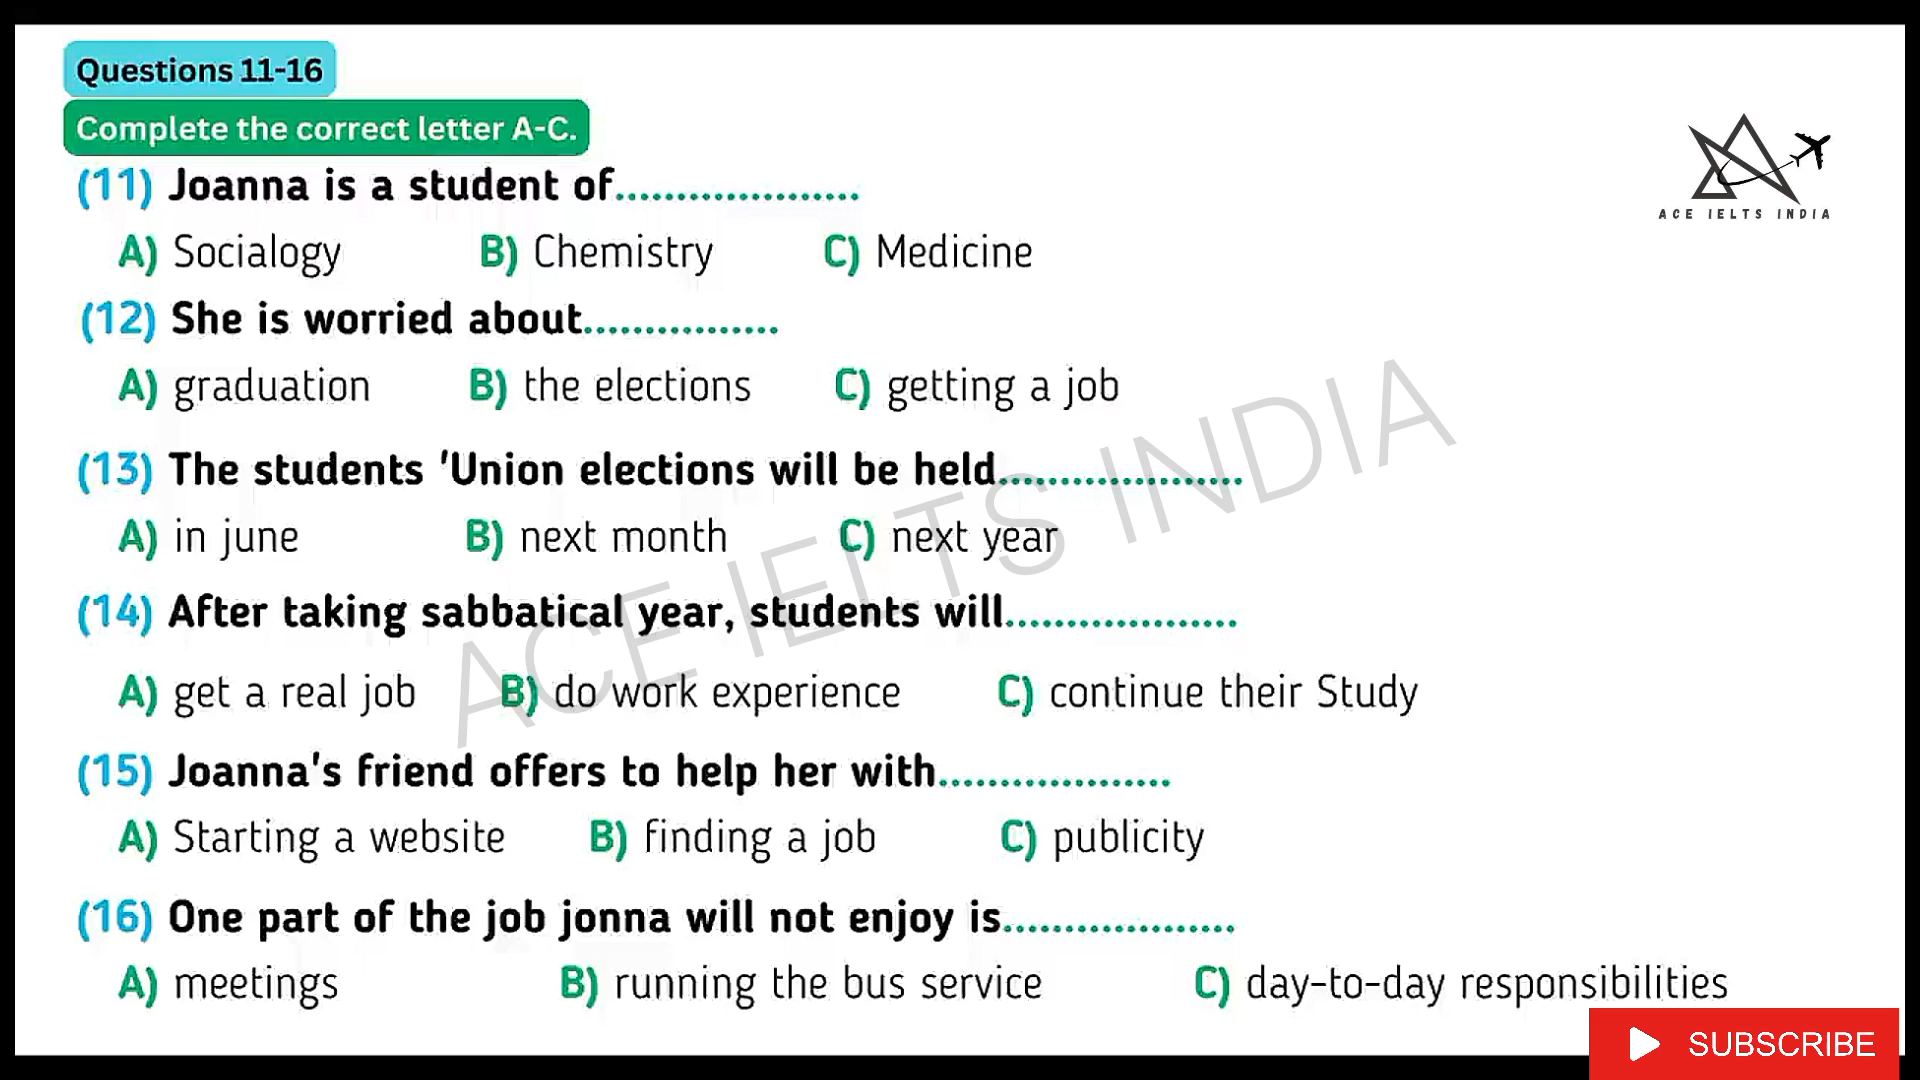 Questions 11-16
Complete the correct letter A-C.
(11) Joanna is a student of....................
A) Socialogy B) Chemistry C) Medicine
(12) She is worried about................
A) graduation B) the elections C) getting a job
(13) The students 'Union elections will be held....................
A) in june B) next month C) next year
(14) After taking sabbatical year, students will...................
A) get a real job B) do work experience C) continue their Study
(15) Joanna's friend offers to help her with...................
A) Starting a website B) finding a job C) publicity
(16) One part of the job jonna will not enjoy is...................
A) meetings B) running the bus service C) day-to-day responsibilities
ACE IELTS INDIA
ACE IELTS INDIA
SUBSCRIBE